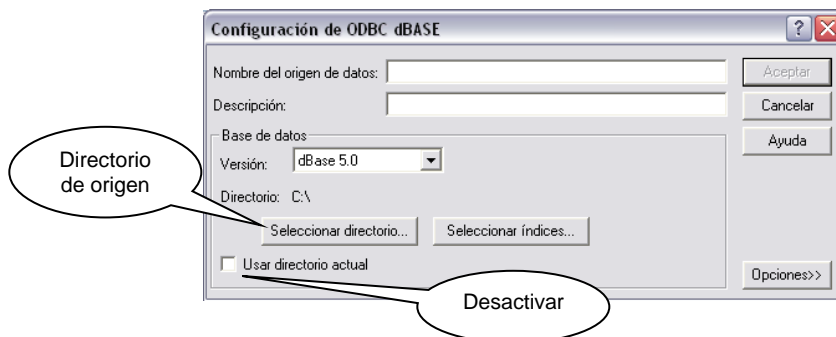 Configuración de ODBC dBASE
Nombre del origen de datos:
Aceptar
Descripción:
Cancelar
Base de datos
Ayuda
Versión: dBase 5.0
Directorio
de origen
Directorio: C:\
Seleccionar directorio... Seleccionar índices...
Usar directorio actual
Opciones>>
Desactivar